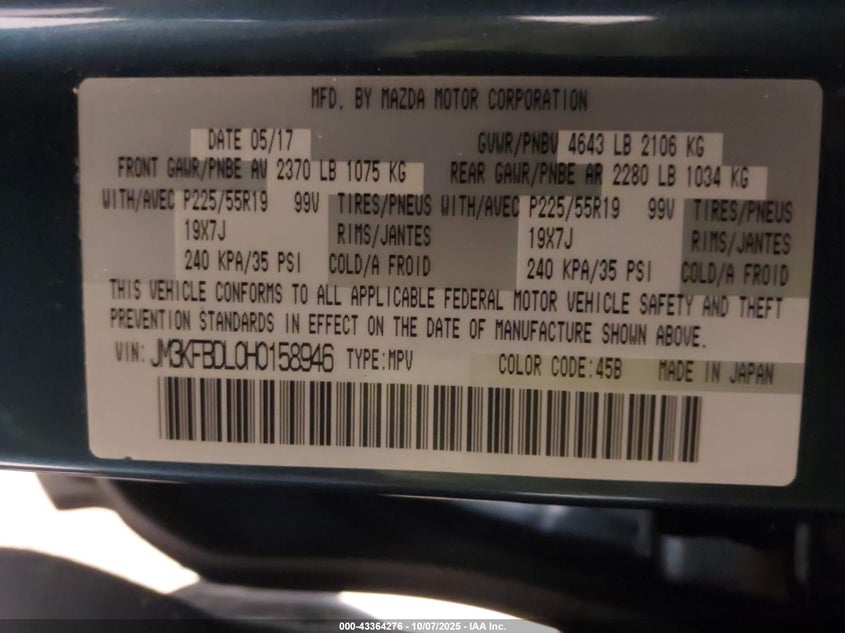 MFD. BY MAZDA MOTOR CORPORATION
DATE 05/17 GVWR/PNBV 4643 LB 2106 KG
FRONT GAWR/PNBE AV 2370 LB 1075 KG REAR GAWR/PNBE AR 2280 LB 1034 KG
WITH/AVEC P225/55R19 99V TIRES/PNEUS WITH/AVEC P225/55R19 99V TIRES/PNEUS
19X7J RIMS/JANTES 19X7J RIMS/JANTES
240 KPA/35 PSI COLD/A FROID 240 KPA/35 PSI COLD/A FROID
THIS VEHICLE CONFORMS TO ALL APPLICABLE FEDERAL MOTOR VEHICLE SAFETY AND THEFT
PREVENTION STANDARDS IN EFFECT ON THE DATE OF MANUFACTURE SHOWN ABOVE.
VIN: JM3KFBDL0H0158946 TYPE:MPV COLOR CODE:45B MADE IN JAPAN
000-43364276 - 10/07/2025 - IAA Inc.